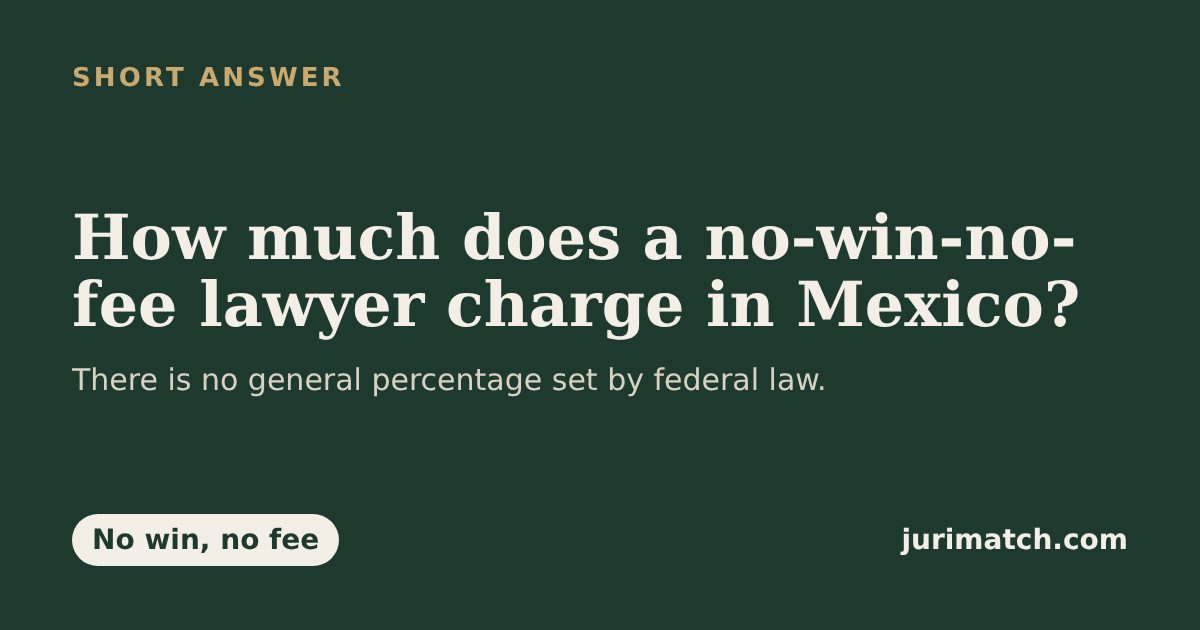 SHORT ANSWER
How much does a no-win-no-
fee lawyer charge in Mexico?
There is no general percentage set by federal law.
No win, no fee
jurimatch.com